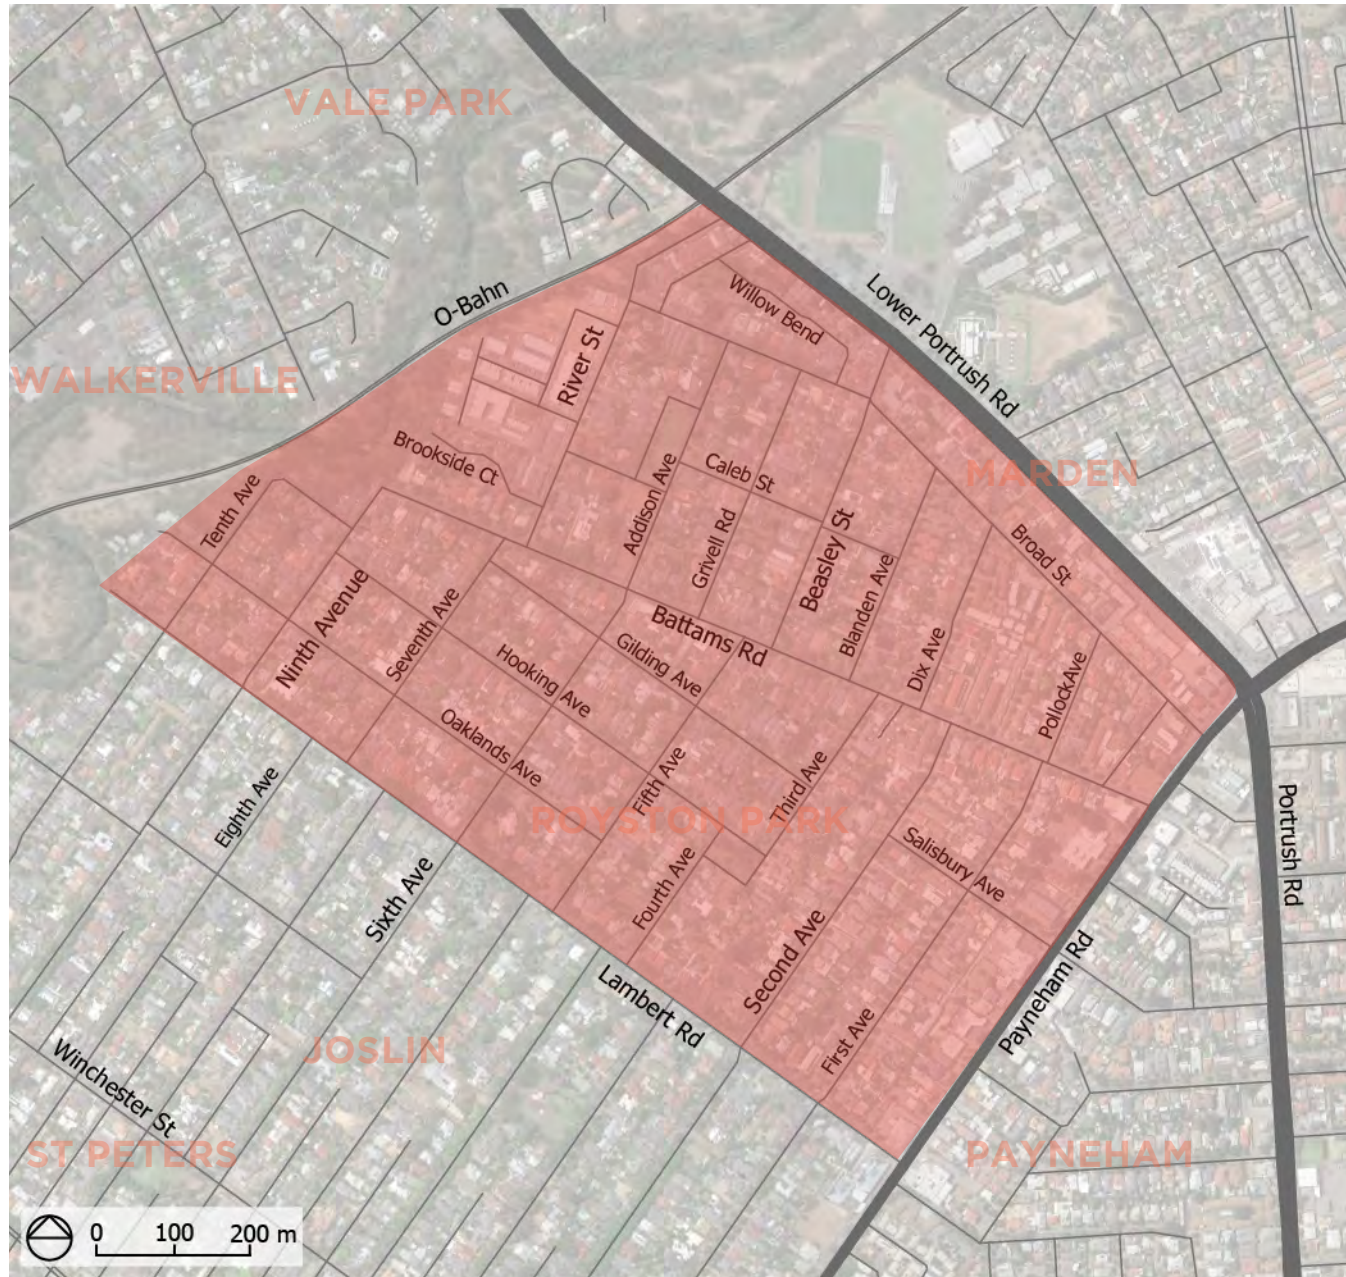 VALE PARK
O-Bahn
Willow Bend
Lower Portrush Rd
River St
WALKERVILLE
Brookside Ct
Caleb St
MARDEN
Tenth Ave
Addison Ave
Grivell Rd
Beasley St
Broad St
Blanden Ave
Ninth Avenue
Seventh Ave
Battams Rd
Gilding Ave
Hooking Ave
Dix Ave
PollockAve
Oaklands Ave
Fifth Ave
Third Ave
ROYSTON PARK
Eighth Ave
Portrush Rd
Salisbury Ave
Sixth Ave
Fourth Ave
Second Ave
Lambert Rd
Payneham Rd
First Ave
JOSLIN
Winchester St
ST PETERS
PAYNEHAM
0 100 200 m